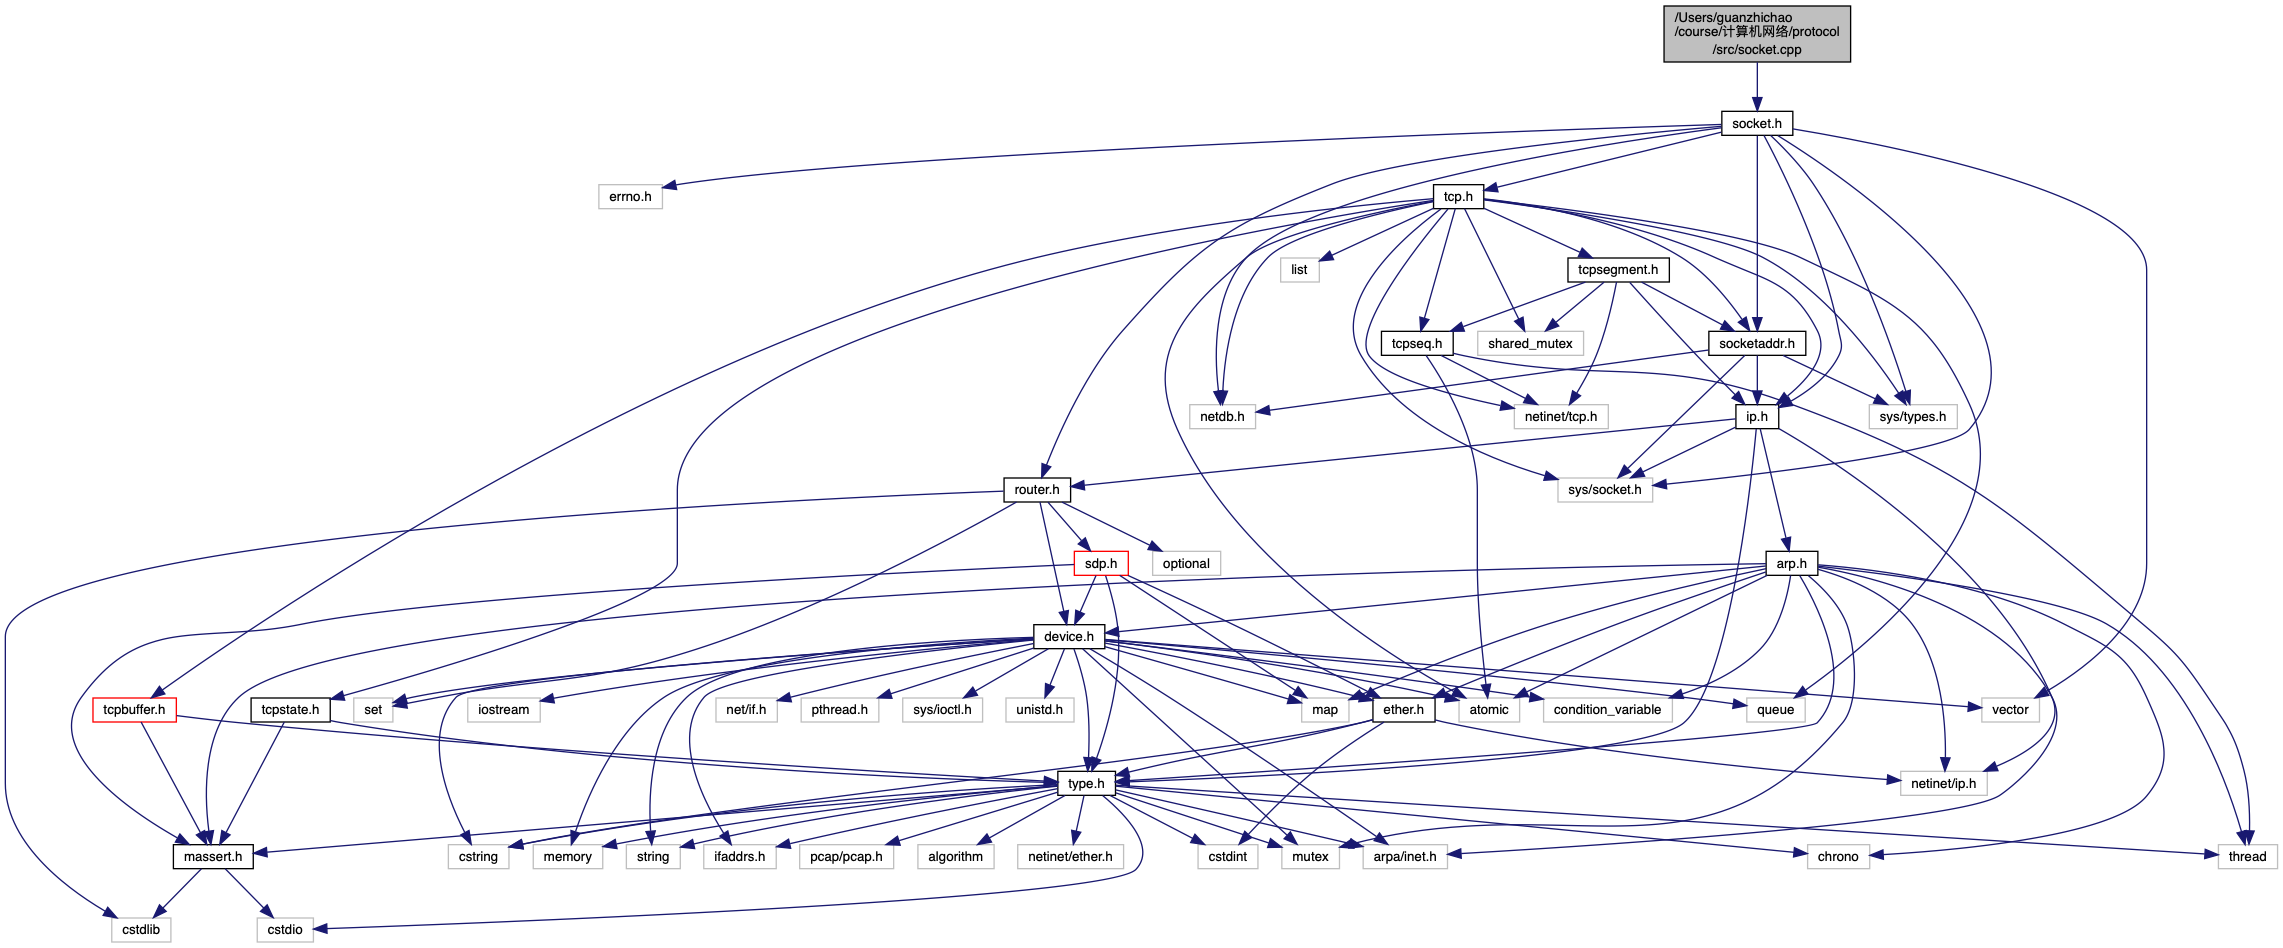 /Users/guanzhichao
/course/计算机网络/protocol
/src/socket.cpp
socket.h
errno.h
tcp.h
list
tcpsegment.h
tcpseq.h
shared_mutex
socketaddr.h
netdb.h
netinet/tcp.h
ip.h
sys/types.h
router.h
sys/socket.h
sdp.h
optional
arp.h
device.h
tcpbuffer.h
tcpstate.h
set
iostream
net/if.h
pthread.h
sys/ioctl.h
unistd.h
map
ether.h
atomic
condition_variable
queue
vector
type.h
netinet/ip.h
massert.h
cstring
memory
string
ifaddrs.h
pcap/pcap.h
algorithm
netinet/ether.h
cstdint
mutex
arpa/inet.h
chrono
thread
cstdlib
cstdio